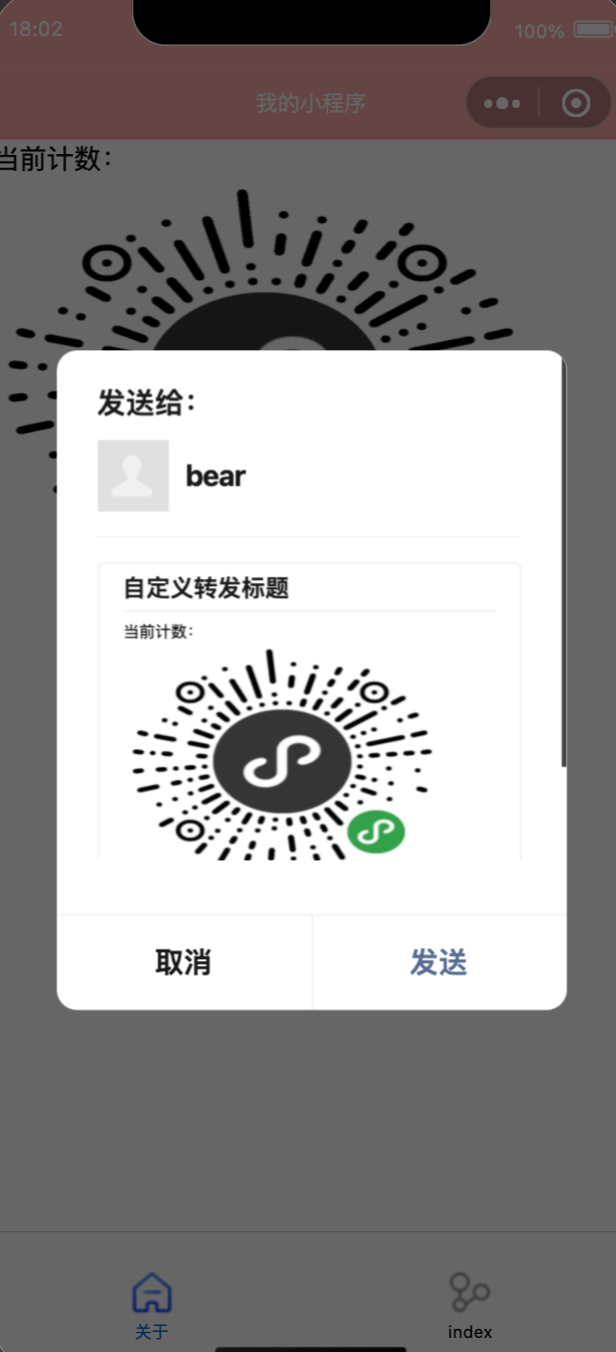 18:02
100%
我的小程序
当前计数：
发送给：
bear
自定义转发标题
当前计数：
取消
发送
关于
index